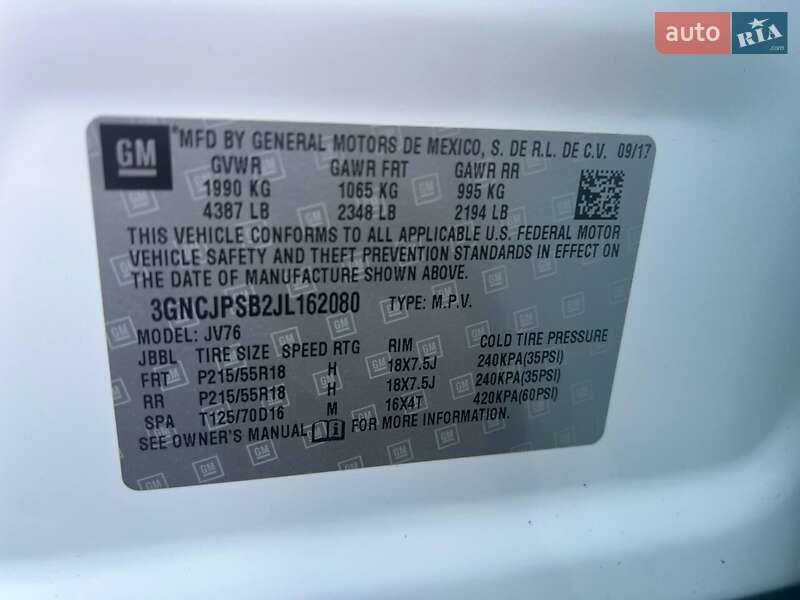 auto RIA .com
GM *MFD BY GENERAL MOTORS DE MEXICO, S. DE R.L. DE C.V. 09/17
GVWR GAWR FRT GAWR RR
1990 KG 1065 KG 995 KG
4387 LB 2348 LB 2194 LB
THIS VEHICLE CONFORMS TO ALL APPLICABLE U.S. FEDERAL MOTOR
VEHICLE SAFETY AND THEFT PREVENTION STANDARDS IN EFFECT ON
THE DATE OF MANUFACTURE SHOWN ABOVE.
3GNCJPSB2JL162080 TYPE: M.P.V.
MODEL: JV76
JBBL TIRE SIZE SPEED RTG RIM COLD TIRE PRESSURE
FRT P215/55R18 H 18X7.5J 240KPA(35PSI)
RR P215/55R18 H 18X7.5J 240KPA(35PSI)
SPA T125/70D16 M 16X4T 420KPA(60PSI)
SEE OWNER'S MANUAL i FOR MORE INFORMATION.